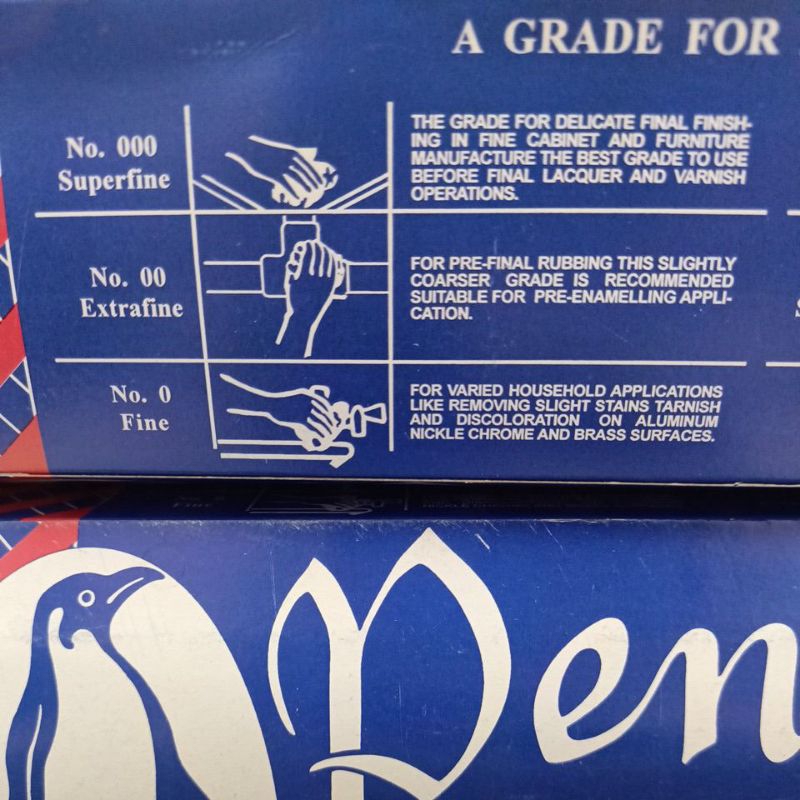 A GRADE FOR
No. 000
Superfine
THE GRADE FOR DELICATE FINAL FINISH-
ING IN FINE CABINET AND FURNITURE
MANUFACTURE THE BEST GRADE TO USE
BEFORE FINAL LACQUER AND VARNISH
OPERATIONS.
No. 00
Extrafine
FOR PRE-FINAL RUBBING THIS SLIGHTLY
COARSER GRADE IS RECOMMENDED
SUITABLE FOR PRE-ENAMELLING APPLI-
CATION.
No. 0
Fine
FOR VARIED HOUSEHOLD APPLICATIONS
LIKE REMOVING SLIGHT STAINS TARNISH
AND DISCOLORATION ON ALUMINUM
NICKLE CHROME AND BRASS SURFACES.
Fine
Pen